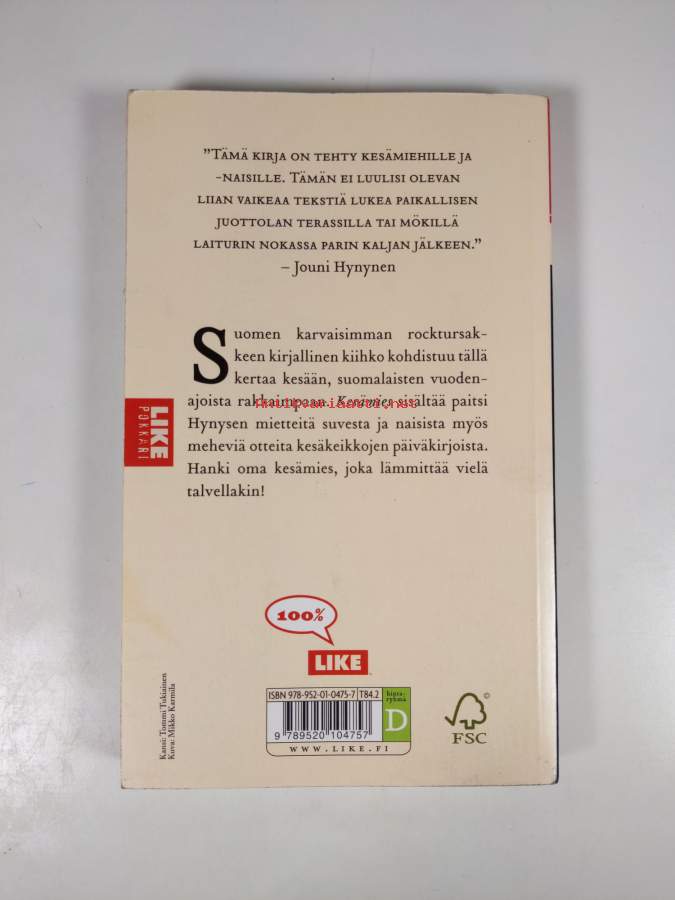 ”Tämä kirja on tehty kesämiehille ja
-naisille. Tämän ei luulisi olevan
liian vaikeaa tekstiä lukea paikallisen
juottolan terassilla tai mökillä
laiturin nokassa parin kaljan jälkeen.”
– Jouni Hynynen
Suomen karvaisimman rocktursak-
keen kirjallinen kiihko kohdistuu tällä
kertaa kesään, suomalaisten vuoden-
ajoista rakkaimpaan. Kesämies sisältää paitsi
Hynysen mietteitä suvesta ja naisista myös
meheviä otteita kesäkeikkojen päiväkirjoista.
Hanki oma kesämies, joka lämmittää vielä
talvellakin!
LIKE
POKKARI
100%
LIKE
ISBN 978-952-01-0475-7 T84.2
hinta-
ryhmä
D
9 789520 104757
WWW.LIKE.FI
FSC
©
Kansi: Tommi Tukiainen
Kuva: Mikko Karmila